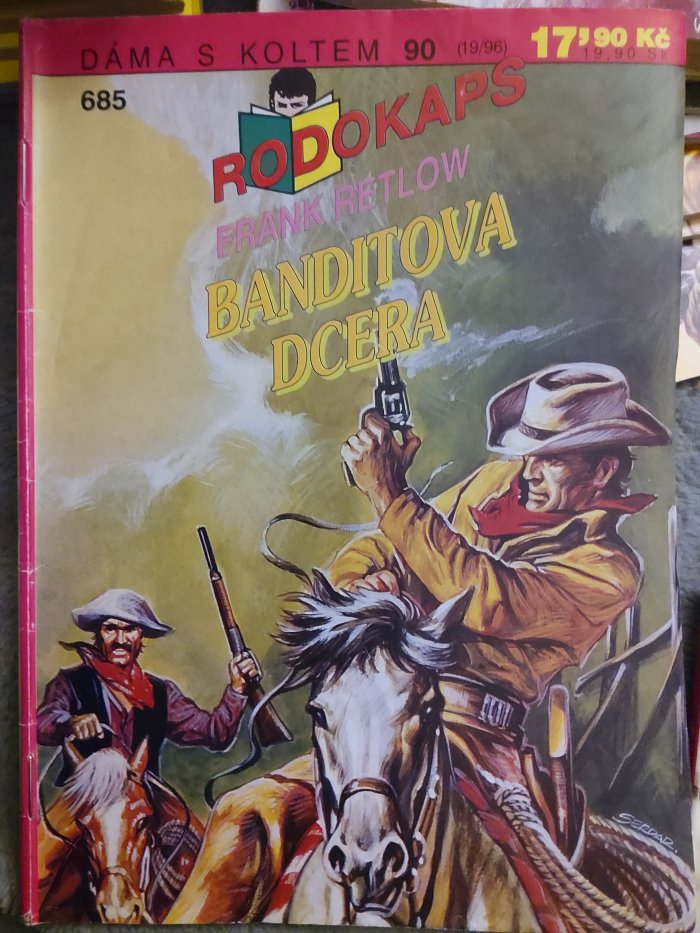 DÁMA S KOLTEM 90 (19/96) 17,90 Kč
19,90 Sk
685
RODOKAPS
FRANK RETLOW
BANDITOVA
DCERA